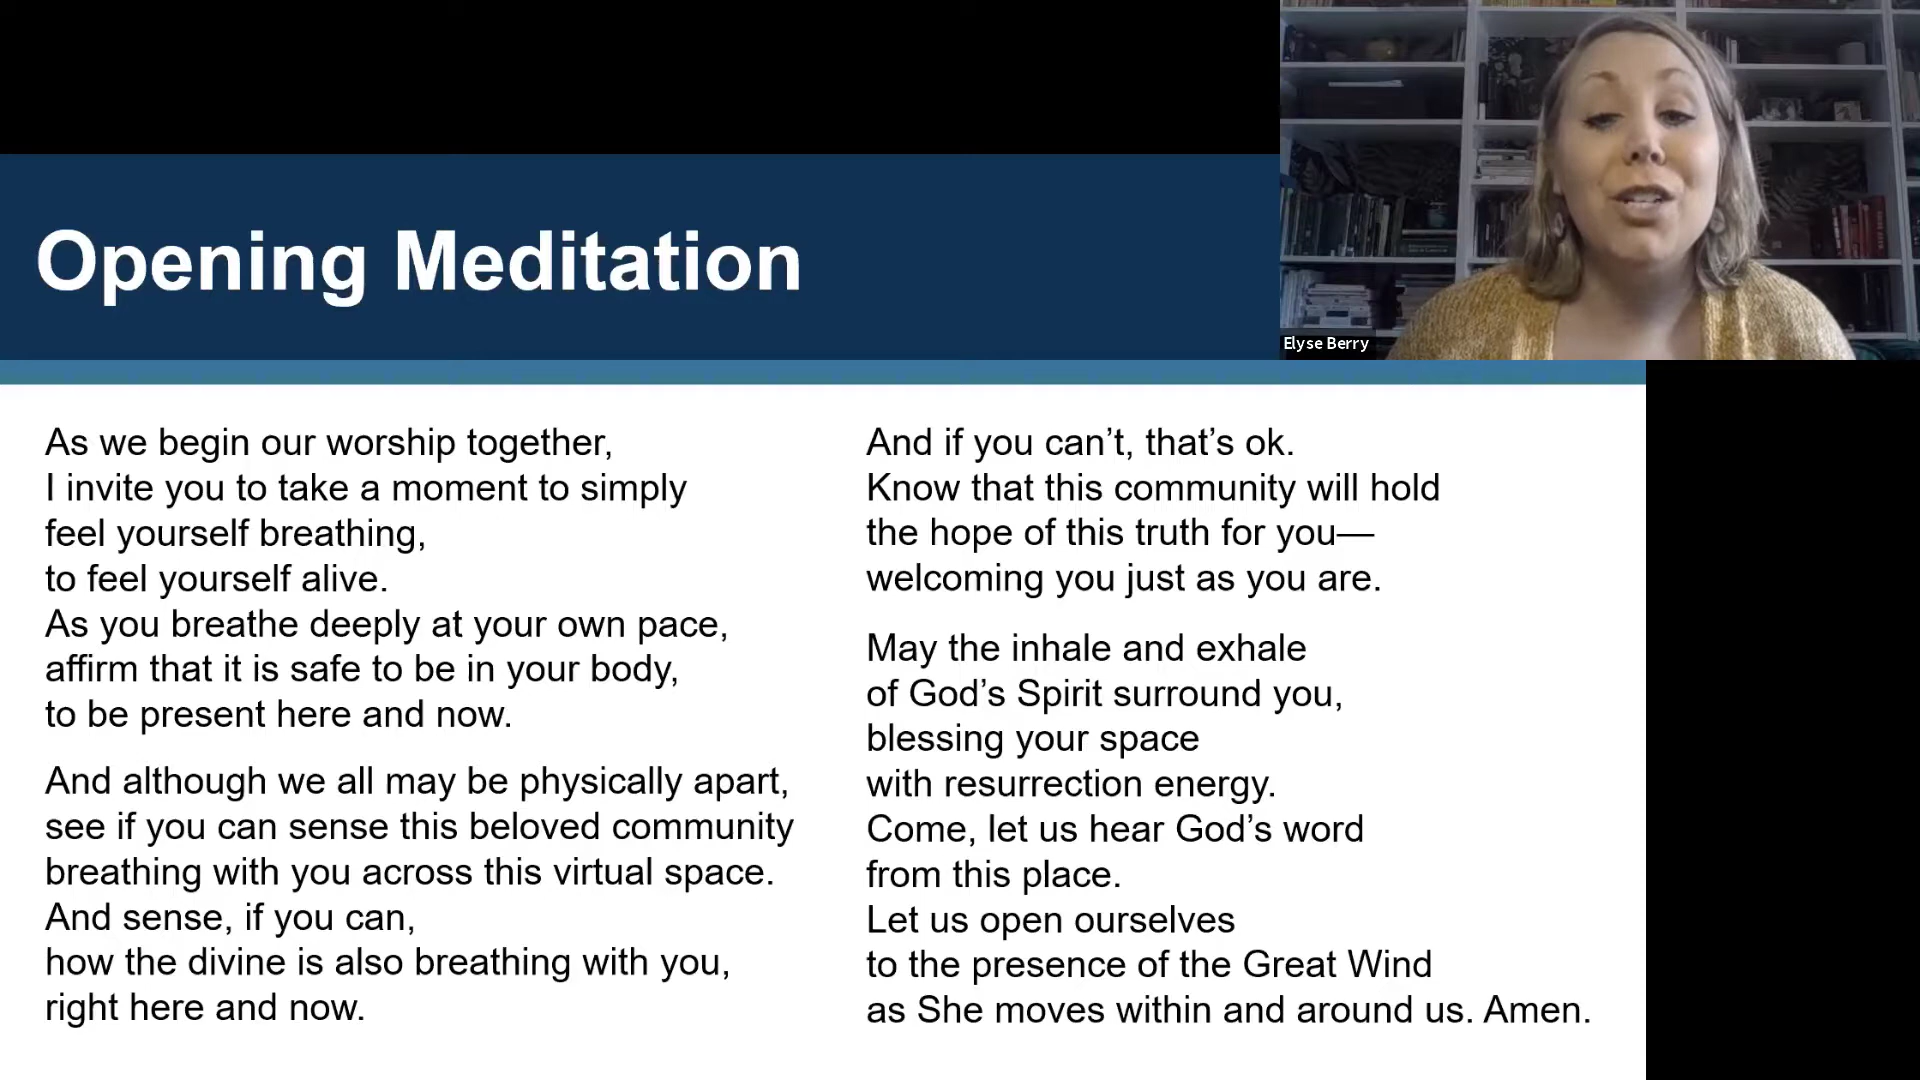 Opening Meditation
Elyse Berry
As we begin our worship together,
I invite you to take a moment to simply
feel yourself breathing,
to feel yourself alive.
As you breathe deeply at your own pace,
affirm that it is safe to be in your body,
to be present here and now.
And although we all may be physically apart,
see if you can sense this beloved community
breathing with you across this virtual space.
And sense, if you can,
how the divine is also breathing with you,
right here and now.
And if you can’t, that’s ok.
Know that this community will hold
the hope of this truth for you—
welcoming you just as you are.
May the inhale and exhale
of God’s Spirit surround you,
blessing your space
with resurrection energy.
Come, let us hear God’s word
from this place.
Let us open ourselves
to the presence of the Great Wind
as She moves within and around us. Amen.